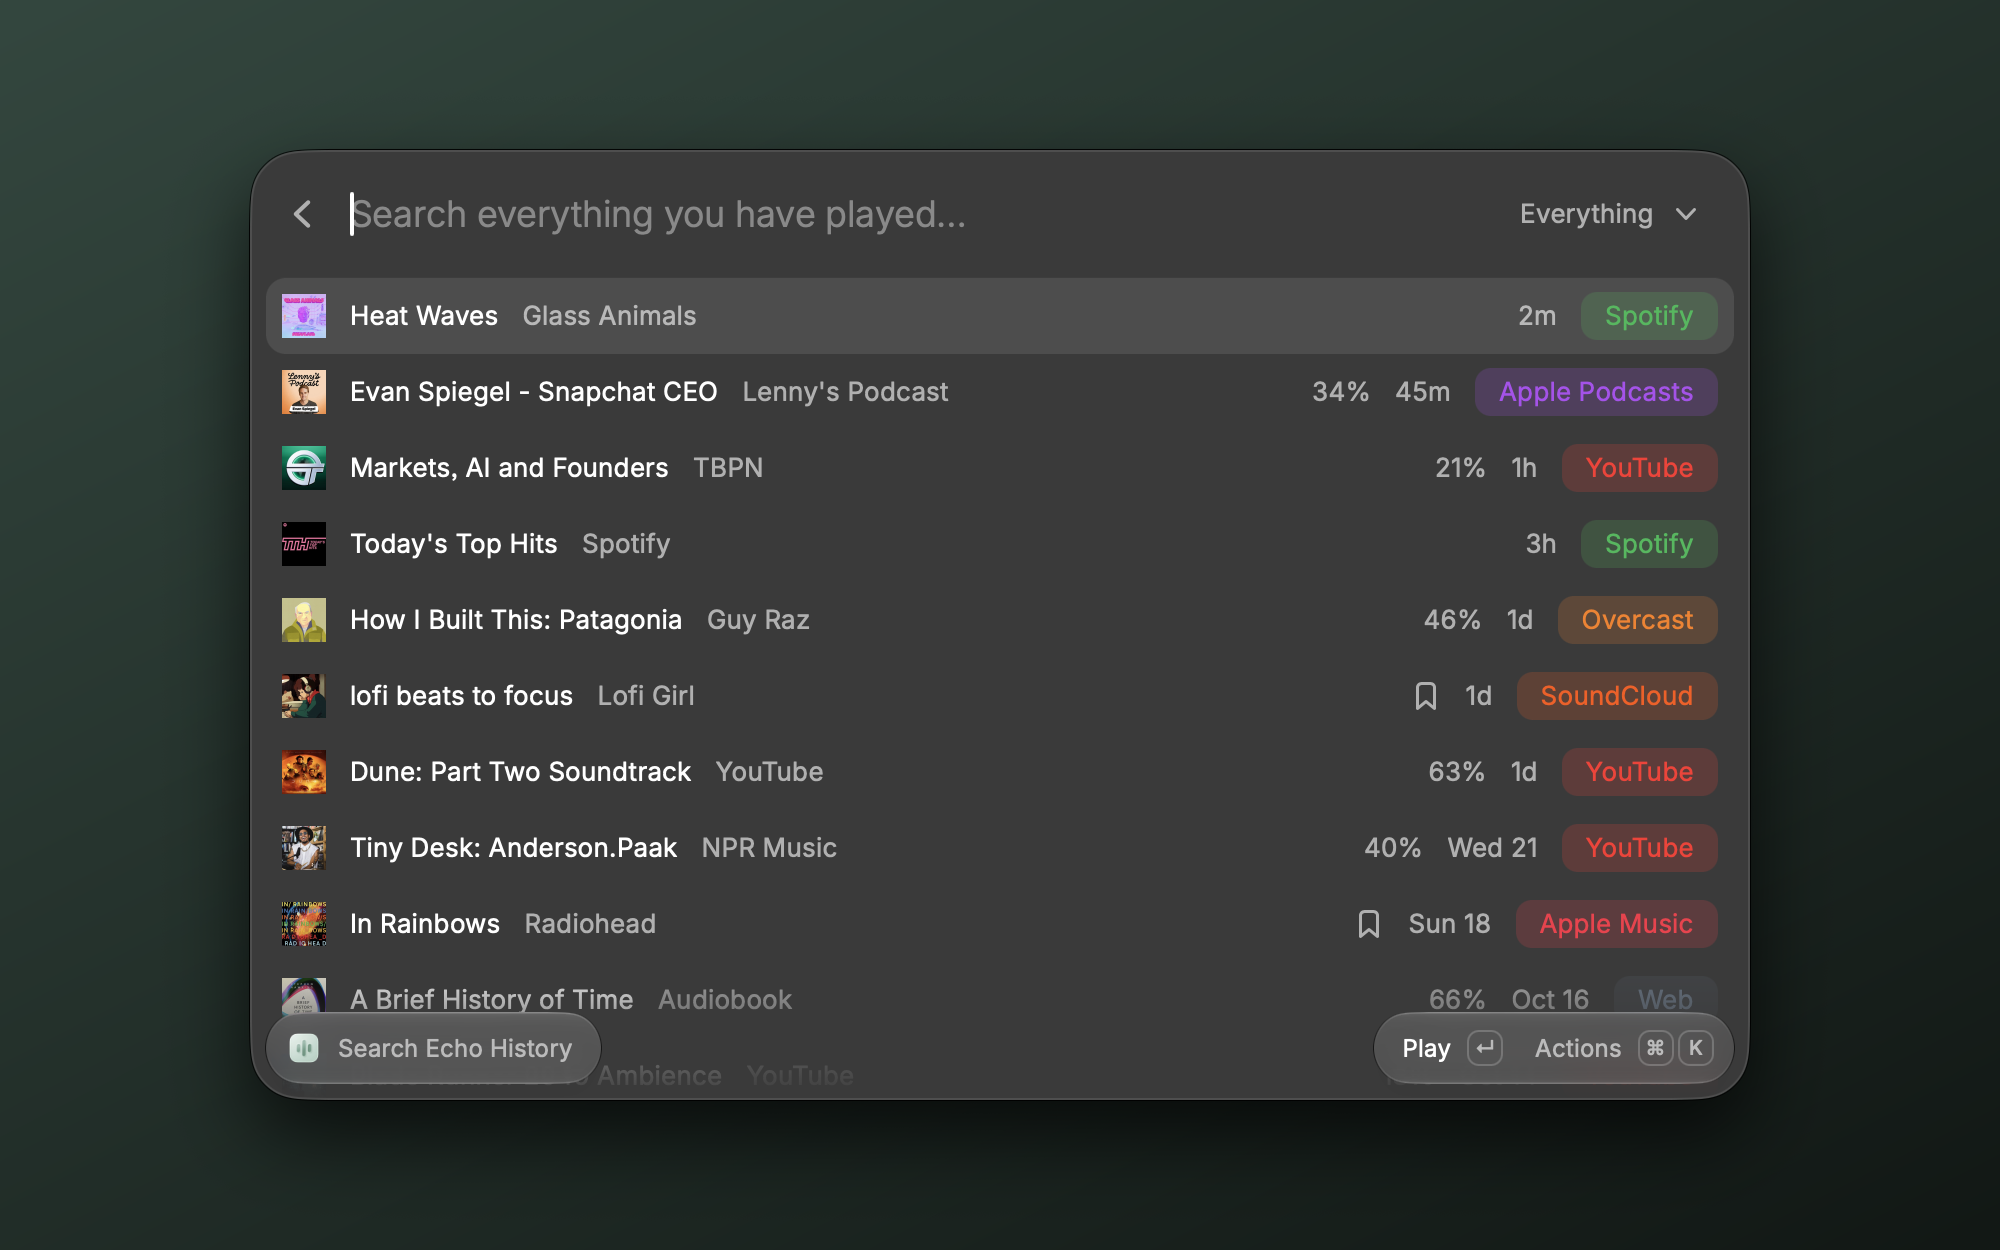 Search everything you have played...
Everything
Heat Waves Glass Animals 2m Spotify
Evan Spiegel - Snapchat CEO Lenny's Podcast 34% 45m Apple Podcasts
Markets, AI and Founders TBPN 21% 1h YouTube
Today's Top Hits Spotify 3h Spotify
How I Built This: Patagonia Guy Raz 46% 1d Overcast
lofi beats to focus Lofi Girl 1d SoundCloud
Dune: Part Two Soundtrack YouTube 63% 1d YouTube
Tiny Desk: Anderson.Paak NPR Music 40% Wed 21 YouTube
In Rainbows Radiohead Sun 18 Apple Music
A Brief History of Time Audiobook 66% Oct 16 Web
Search Echo History
Play ↵ Actions ⌘ K
Ambience YouTube